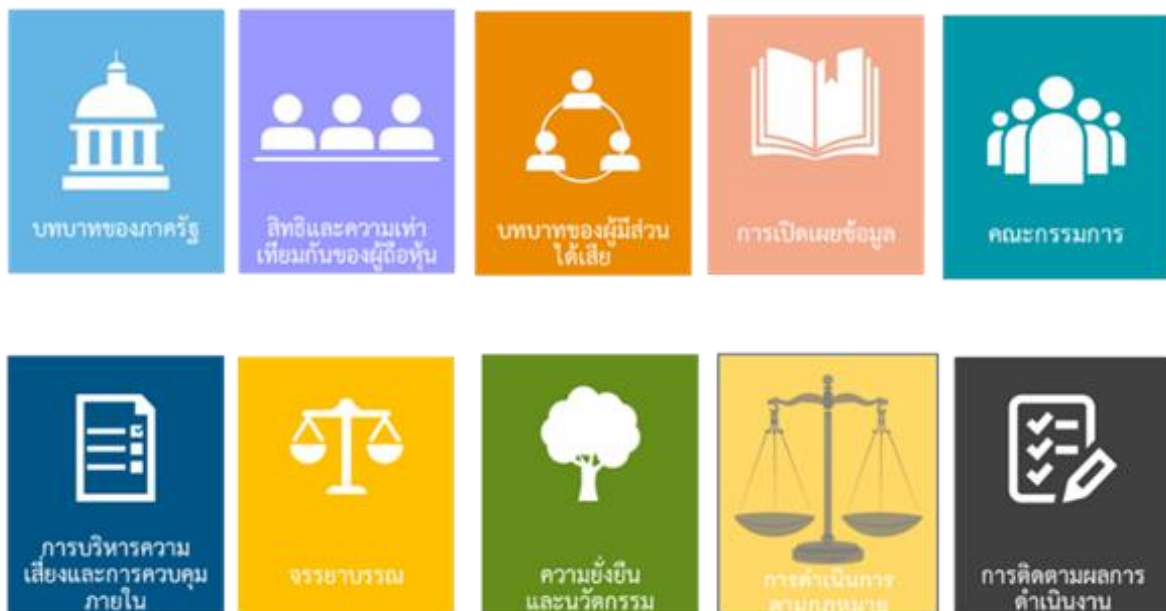 บทบาทของภาครัฐ
สิทธิและความเท่า
เทียมกันของผู้ถือหุ้น
บทบาทของผู้มีส่วน
ได้เสีย
การเปิดเผยข้อมูล
คณะกรรมการ
การบริหารความ
เสี่ยงและการควบคุม
ภายใน
จรรยาบรรณ
ความยั่งยืน
และนวัตกรรม
การดำเนินการ
ตามกฎหมาย
การติดตามผลการ
ดำเนินงาน